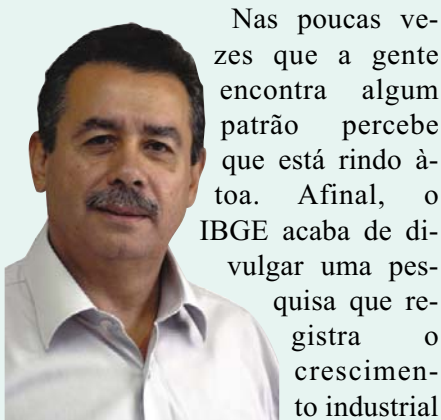 Nas poucas ve-
zes que a gente
encontra algum
patrão percebe
que está rindo à-
toa. Afinal, o
IBGE acaba de di-
vulgar uma pes-
quisa que re-
gistra o
crescimen-
to industrial